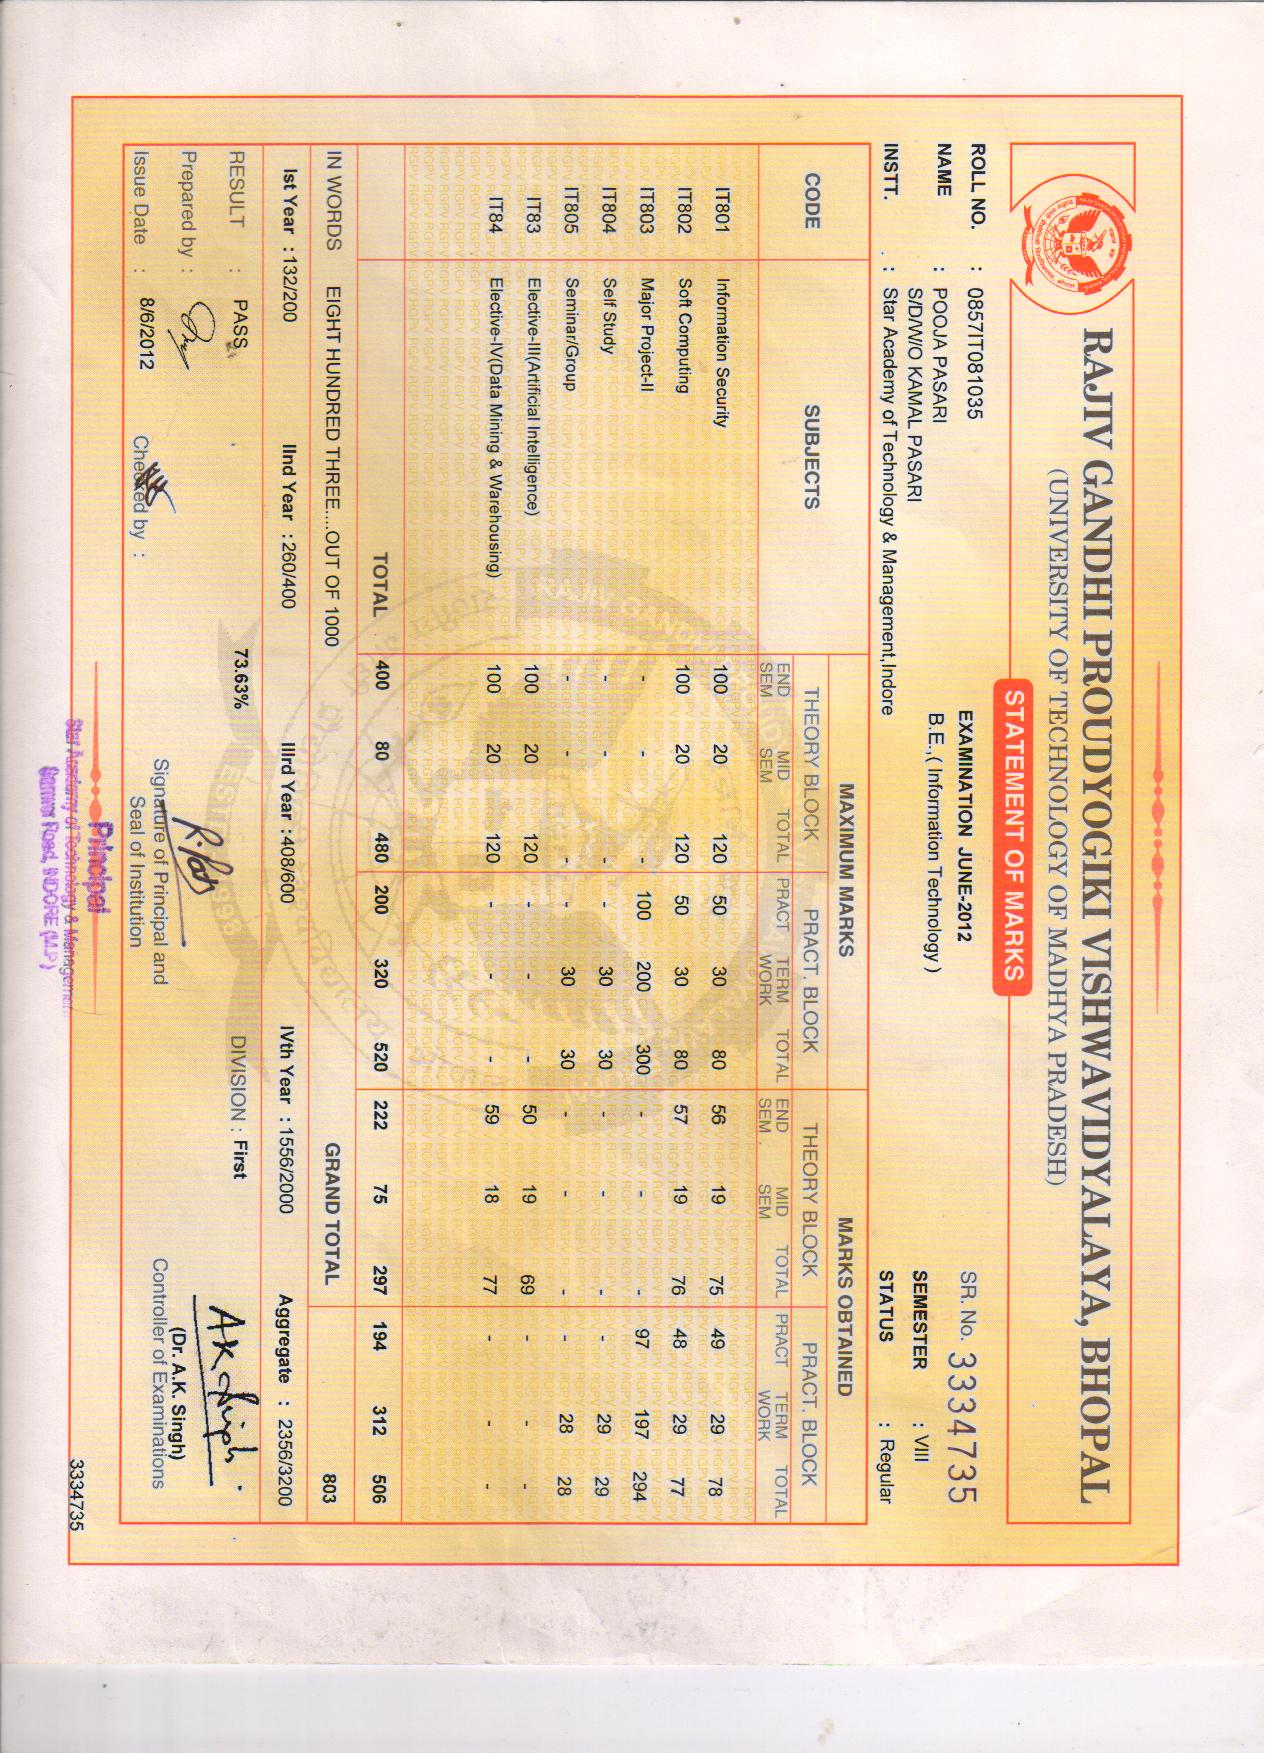 RAJIV GANDHI PROUDYOGIKI VISHWAVIDYALAYA, BHOPAL
(UNIVERSITY OF TECHNOLOGY OF MADHYA PRADESH)
STATEMENT OF MARKS
ROLL NO. : 0857IT081035
EXAMINATION JUNE-2012
SR. No. 3334735
NAME : POOJA PASARI
B.E.,( Information Technology )
S/D/W/O KAMAL PASARI
SEMESTER : VIII
INSTT. : Star Academy of Technology & Management,Indore
STATUS : Regular
CODE SUBJECTS MAXIMUM MARKS MARKS OBTAINED
THEORY BLOCK PRACT. BLOCK THEORY BLOCK PRACT. BLOCK
END SEM MID SEM TOTAL PRACT TERM WORK TOTAL END SEM MID SEM TOTAL PRACT TERM WORK TOTAL
IT801 Information Security 100 20 120 50 30 80 56 19 75 49 29 78
IT802 Soft Computing 100 20 120 50 30 80 57 19 76 48 29 77
IT803 Major Project-II - - - 100 200 300 - - - 97 197 294
IT804 Self Study - - - - 30 30 - - - - 29 29
IT805 Seminar/Group - - - - 30 30 - - - - 28 28
IT83 Elective-III(Artificial Intelligence) 100 20 120 - - - 50 19 69 - - -
IT84 Elective-IV(Data Mining & Warehousing) 100 20 120 - - - 59 18 77 - - -
TOTAL 400 80 480 200 320 520 222 75 297 194 312 506
IN WORDS EIGHT HUNDRED THREE....OUT OF 1000 GRAND TOTAL 803
Ist Year : 132/200 IInd Year : 260/400 IIIrd Year : 408/600 IVth Year : 1556/2000 Aggregate : 2356/3200
RESULT : PASS 73.63% DIVISION : First
AK Singh
Prepared by :
(Dr. A.K. Singh)
Signature of Principal and
Controller of Examinations
Issue Date : 8/6/2012 Checked by :
Seal of Institution
Principal
Star Academy of Technology & Management
Road, INDORE (M.P)
3334735